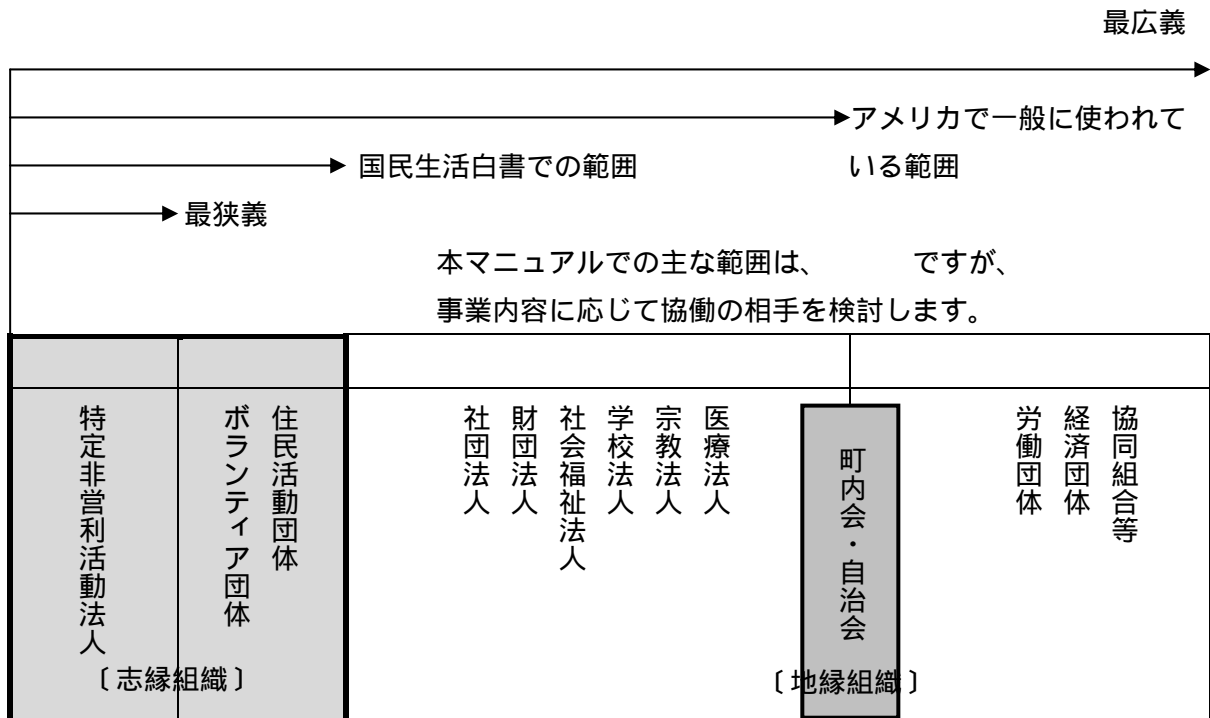 最広義
アメリカで一般に使われて
いる範囲
国民生活白書での範囲
最狭義
本マニュアルでの主な範囲は、　　　ですが、
事業内容に応じて協働の相手を検討します。
特定非営利活動法人
ボランティア団体
住民活動団体
社団法人
財団法人
社会福祉法人
学校法人
宗教法人
医療法人
町内会・自治会
労働団体
経済団体
協同組合等
〔志縁組織〕
〔地縁組織〕